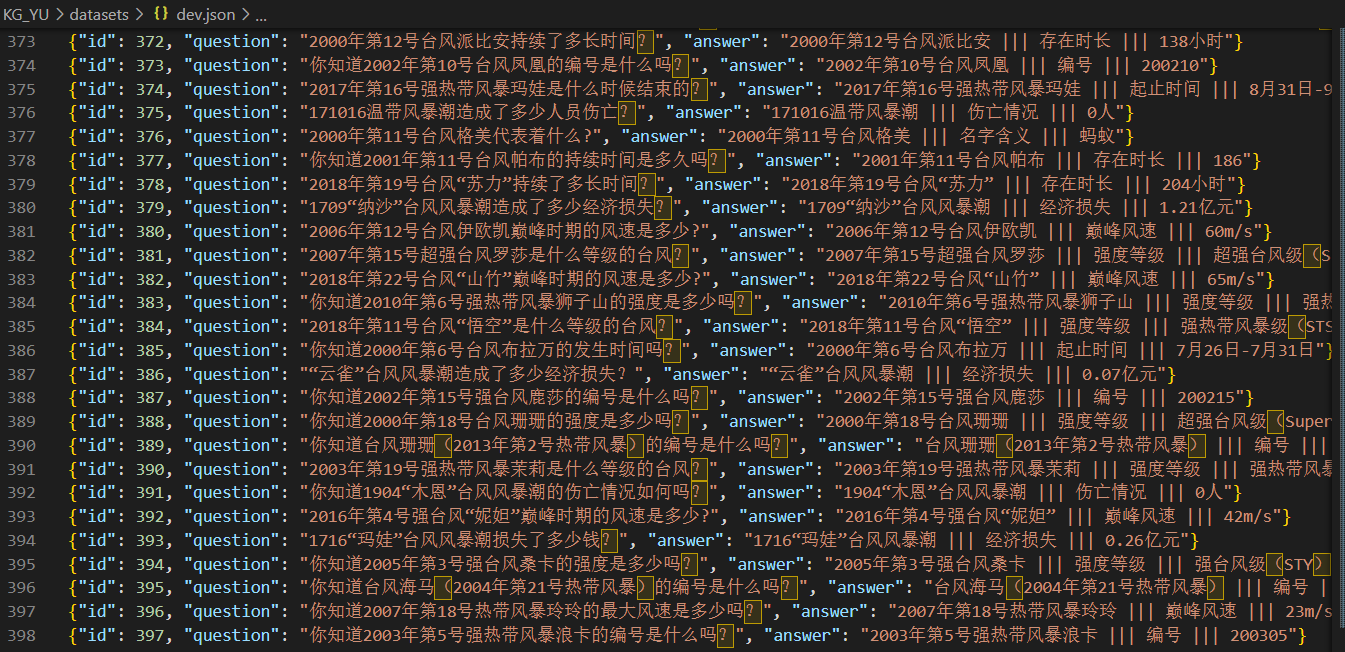 KG_YU > datasets > {} dev.json > ...
373 {"id": 372, "question": "2000年第12号台风派比安持续了多长时间？", "answer": "2000年第12号台风派比安 ||| 存在时长 ||| 138小时"}
374 {"id": 373, "question": "你知道2002年第10号台风凤凰的编号是什么吗？", "answer": "2002年第10号台风凤凰 ||| 编号 ||| 200210"}
375 {"id": 374, "question": "2017年第16号强热带风暴玛娃是什么时候结束的？", "answer": "2017年第16号强热带风暴玛娃 ||| 起止时间 ||| 8月31日-9
376 {"id": 375, "question": "171016温带风暴潮造成了多少人员伤亡？", "answer": "171016温带风暴潮 ||| 伤亡情况 ||| 0人"}
377 {"id": 376, "question": "2000年第11号台风格美代表着什么?", "answer": "2000年第11号台风格美 ||| 名字含义 ||| 蚂蚁"}
378 {"id": 377, "question": "你知道2001年第11号台风帕布的持续时间是多久吗？", "answer": "2001年第11号台风帕布 ||| 存在时长 ||| 186"}
379 {"id": 378, "question": "2018年第19号台风“苏力”持续了多长时间？", "answer": "2018年第19号台风“苏力” ||| 存在时长 ||| 204小时"}
380 {"id": 379, "question": "1709“纳沙”台风风暴潮造成了多少经济损失？", "answer": "1709“纳沙”台风风暴潮 ||| 经济损失 ||| 1.21亿元"}
381 {"id": 380, "question": "2006年第12号台风伊欧凯巅峰时期的风速是多少?", "answer": "2006年第12号台风伊欧凯 ||| 巅峰风速 ||| 60m/s"}
382 {"id": 381, "question": "2007年第15号超强台风罗莎是什么等级的台风？", "answer": "2007年第15号超强台风罗莎 ||| 强度等级 ||| 超强台风级（S
383 {"id": 382, "question": "2018年第22号台风“山竹”巅峰时期的风速是多少?", "answer": "2018年第22号台风“山竹” ||| 巅峰风速 ||| 65m/s"}
384 {"id": 383, "question": "你知道2010年第6号强热带风暴狮子山的强度是多少吗？", "answer": "2010年第6号强热带风暴狮子山 ||| 强度等级 ||| 强热
385 {"id": 384, "question": "2018年第11号台风“悟空”是什么等级的台风？", "answer": "2018年第11号台风“悟空” ||| 强度等级 ||| 强热带风暴级（STS
386 {"id": 385, "question": "你知道2000年第6号台风布拉万的发生时间吗？", "answer": "2000年第6号台风布拉万 ||| 起止时间 ||| 7月26日-7月31日"}
387 {"id": 386, "question": "“云雀”台风风暴潮造成了多少经济损失？", "answer": "“云雀”台风风暴潮 ||| 经济损失 ||| 0.07亿元"}
388 {"id": 387, "question": "你知道2002年第15号强台风鹿莎的编号是什么吗？", "answer": "2002年第15号强台风鹿莎 ||| 编号 ||| 200215"}
389 {"id": 388, "question": "你知道2000年第18号台风珊珊的强度是多少吗？", "answer": "2000年第18号台风珊珊 ||| 强度等级 ||| 超强台风级（Super
390 {"id": 389, "question": "你知道台风珊珊（2013年第2号热带风暴）的编号是什么吗？", "answer": "台风珊珊（2013年第2号热带风暴） ||| 编号 |||
391 {"id": 390, "question": "2003年第19号强热带风暴茉莉是什么等级的台风？", "answer": "2003年第19号强热带风暴茉莉 ||| 强度等级 ||| 强热带风暴
392 {"id": 391, "question": "你知道1904“木恩”台风风暴潮的伤亡情况如何吗？", "answer": "1904“木恩”台风风暴潮 ||| 伤亡情况 ||| 0人"}
393 {"id": 392, "question": "2016年第4号强台风“妮妲”巅峰时期的风速是多少?", "answer": "2016年第4号强台风“妮妲” ||| 巅峰风速 ||| 42m/s"}
394 {"id": 393, "question": "1716“玛娃”台风风暴潮损失了多少钱？", "answer": "1716“玛娃”台风风暴潮 ||| 经济损失 ||| 0.26亿元"}
395 {"id": 394, "question": "你知道2005年第3号强台风桑卡的强度是多少吗？", "answer": "2005年第3号强台风桑卡 ||| 强度等级 ||| 强台风级（STY）
396 {"id": 395, "question": "你知道台风海马（2004年第21号热带风暴）的编号是什么吗？", "answer": "台风海马（2004年第21号热带风暴） ||| 编号 |
397 {"id": 396, "question": "你知道2007年第18号热带风暴玲玲的最大风速是多少吗？", "answer": "2007年第18号热带风暴玲玲 ||| 巅峰风速 ||| 23m/s
398 {"id": 397, "question": "你知道2003年第5号强热带风暴浪卡的编号是什么吗？", "answer": "2003年第5号强热带风暴浪卡 ||| 编号 ||| 200305"}